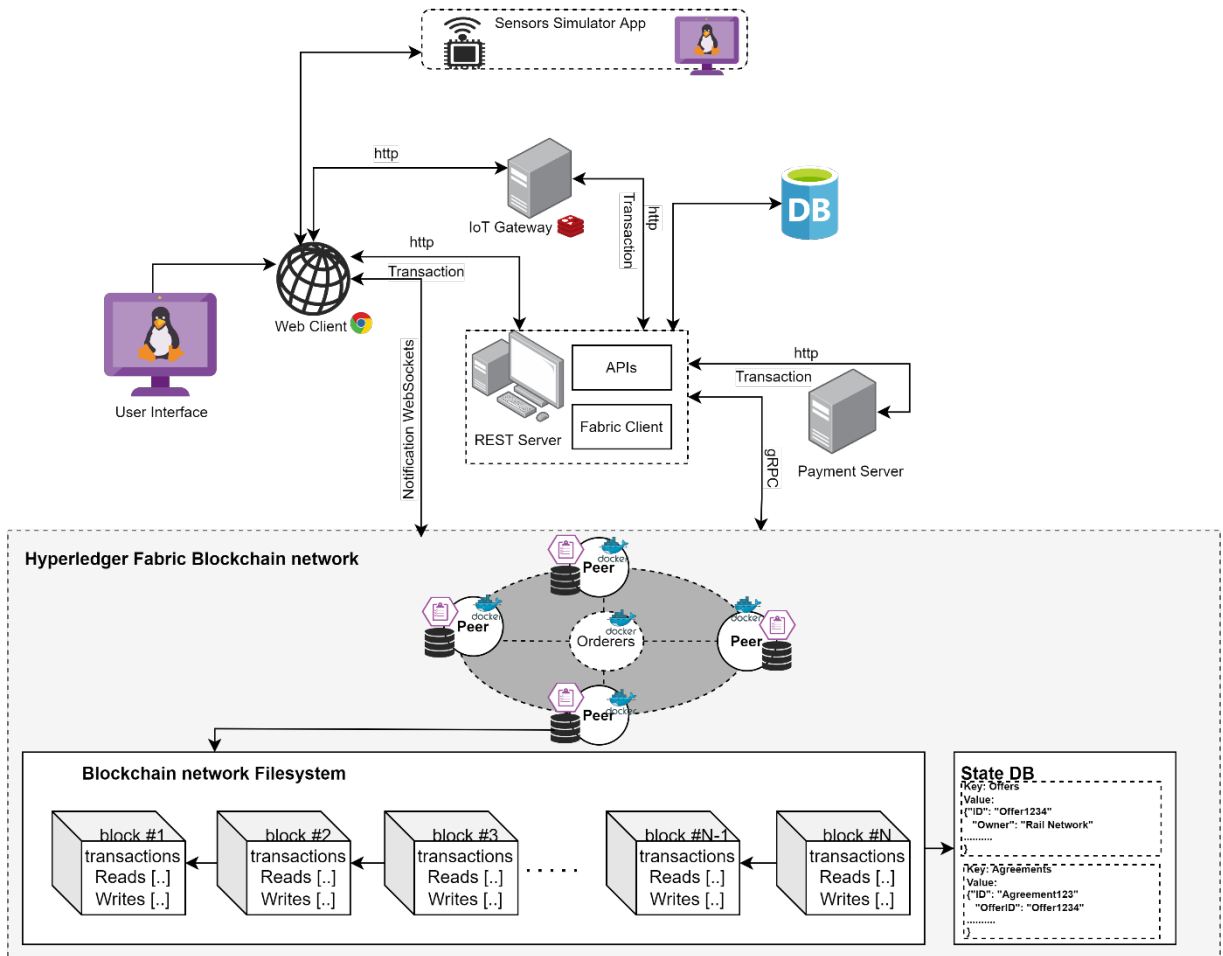 Sensors Simulator App
http
IoT Gateway
Transaction
http
DB
http
Transaction
Web Client
User Interface
Notification WebSockets
REST Server
APIs
Fabric Client
http
Transaction
Payment Server
gRPC
Hyperledger Fabric Blockchain network
docker
Peer
docker
Peer
docker
Orderers
docker
Peer
docker
Peer
Blockchain network Filesystem
block #1
transactions
Reads [..]
Writes [..]
block #2
transactions
Reads [..]
Writes [..]
block #3
transactions
Reads [..]
Writes [..]
. . . . .
block #N-1
transactions
Reads [..]
Writes [..]
block #N
transactions
Reads [..]
Writes [..]
State DB
Key: Offers
Value:
{"ID": "Offer1234"
"Owner": "Rail Network"
..........
}
Key: Agreements
Value:
{"ID": "Agreement123"
"OfferID": "Offer1234"
..........
}